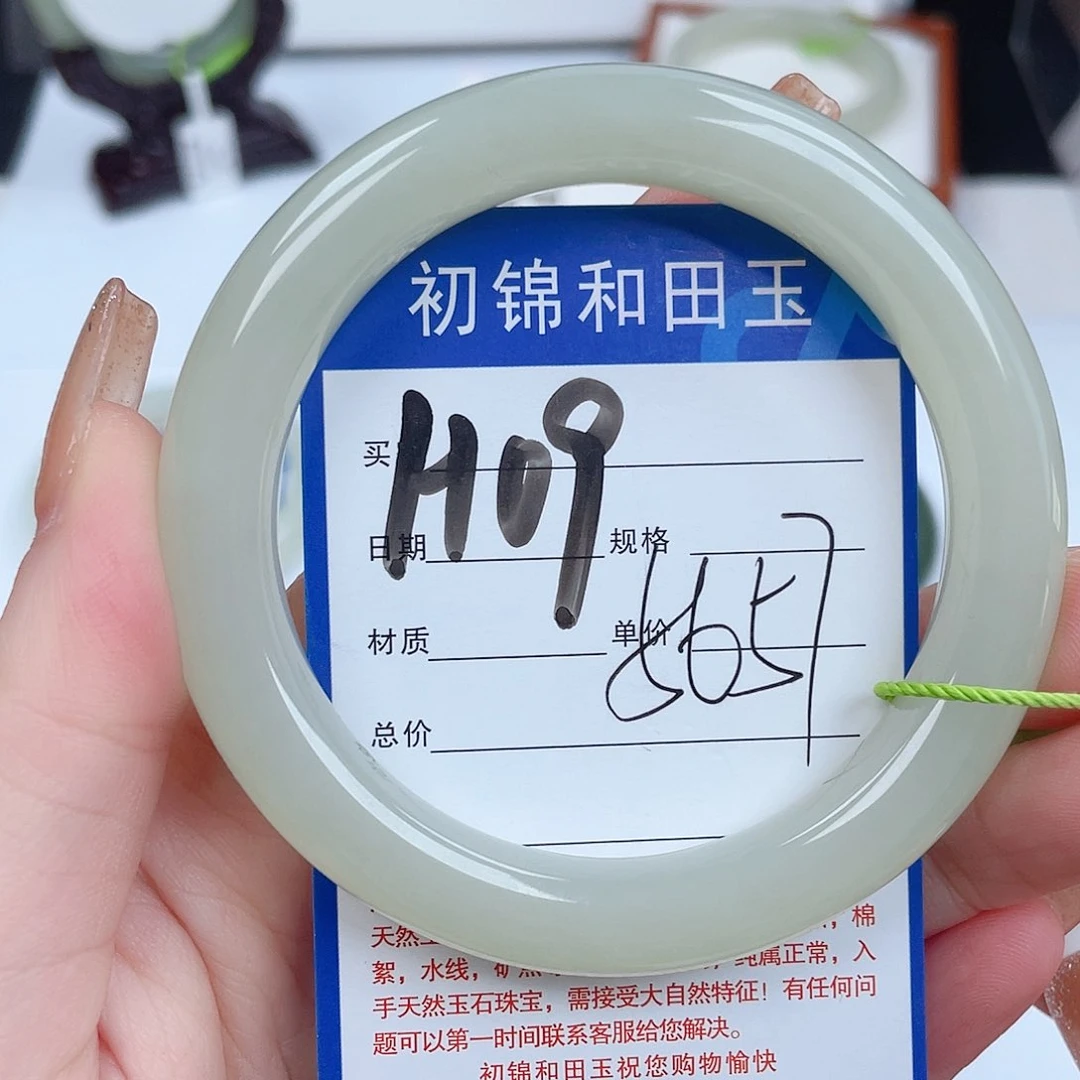 初锦和田玉
买
H09
日期 规格
材质 单价
总价
天然 ，棉
絮，水线，矿 纯属正常，入
手天然玉石珠宝，需接受大自然特征！有任何问
题可以第一时间联系客服给您解决。
初锦和田玉祝您购物愉快